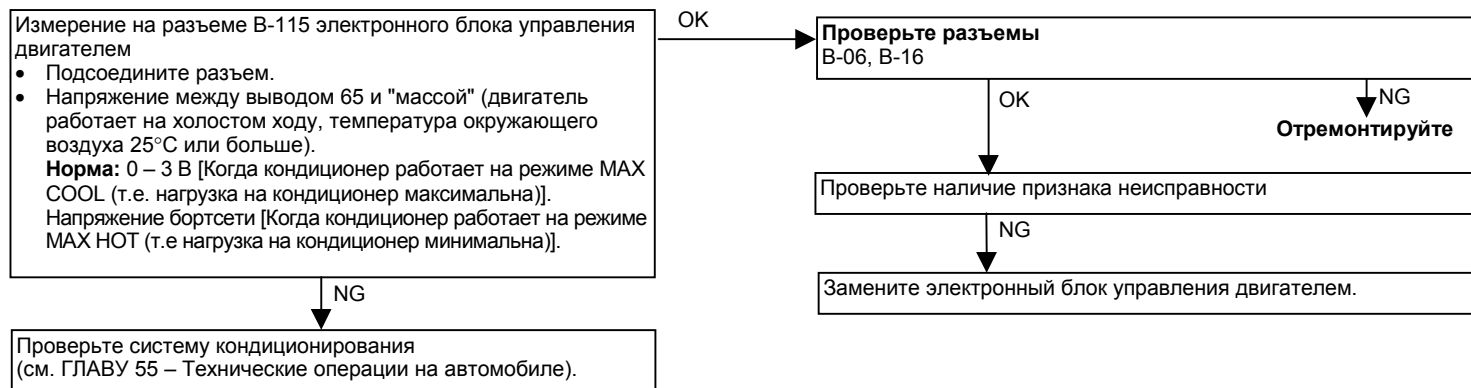 Измерение на разъеме B-115 электронного блока управления
двигателем
• Подсоедините разъем.
• Напряжение между выводом 65 и "массой" (двигатель
работает на холостом ходу, температура окружающего
воздуха 25°C или больше).
Норма: 0 – 3 В [Когда кондиционер работает на режиме MAX
COOL (т.е. нагрузка на кондиционер максимальна)].
Напряжение бортсети [Когда кондиционер работает на режиме
MAX HOT (т.е нагрузка на кондиционер минимальна)].
OK
Проверьте разъемы
B-06, B-16
OK
NG
Отремонтируйте
Проверьте наличие признака неисправности
NG
Замените электронный блок управления двигателем.
NG
Проверьте систему кондиционирования
(см. ГЛАВУ 55 – Технические операции на автомобиле).